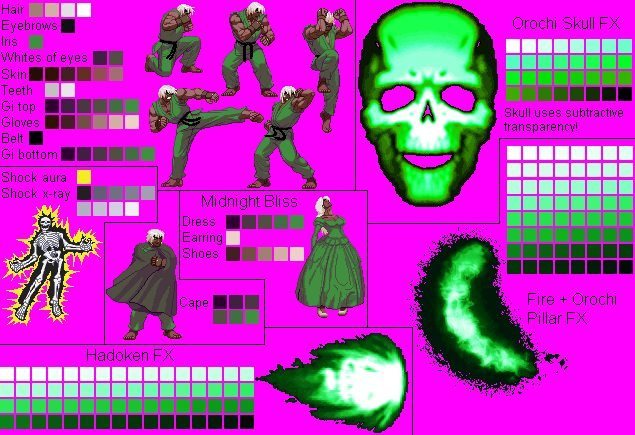 Hair
Eyebrows
Iris
Whites of eyes
Skin
Teeth
Gi top
Gloves
Belt
Gi bottom
Shock aura
Shock x-ray
Midnight Bliss
Dress
Earring
Shoes
Cape
Orochi Skull FX
Skull uses subtractive
transparency!
Fire + Orochi
Pillar FX
Hadoken FX